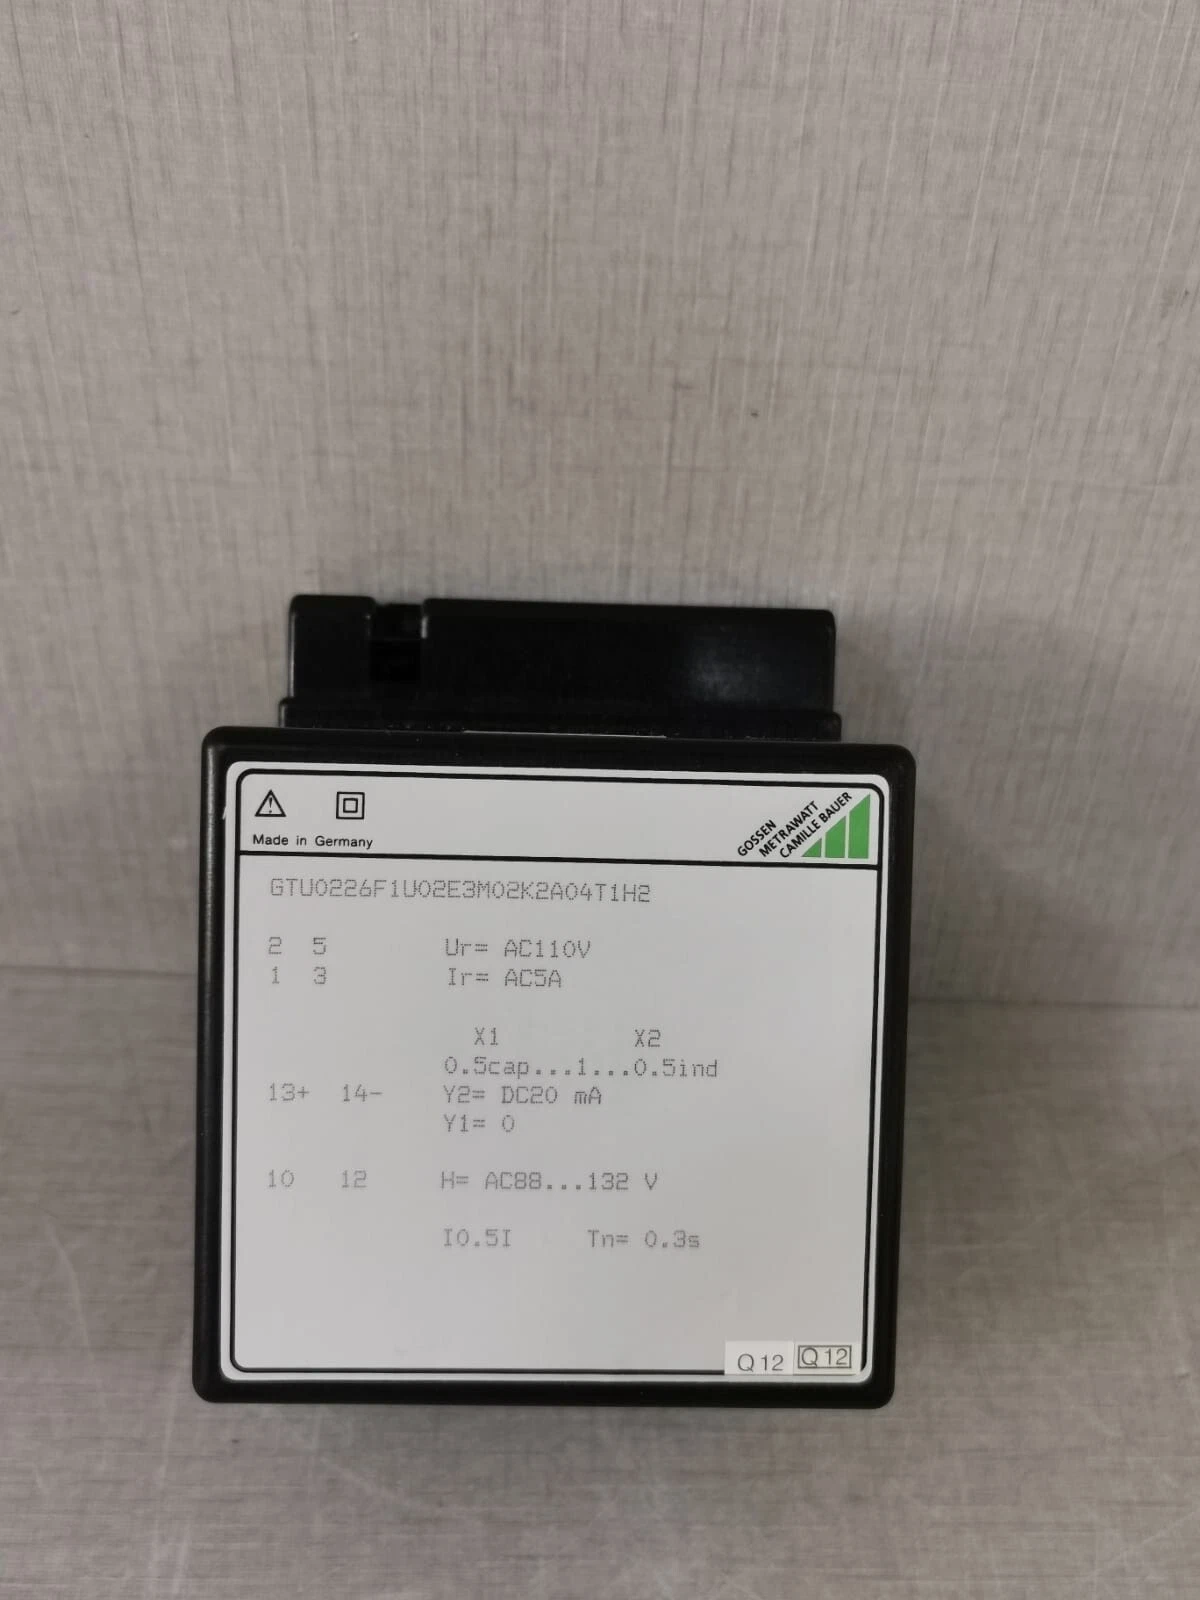 Made in Germany
GOSSEN
METRAWATT
CAMILLE BAUER
GTU0226F1U02E3M02K2A04T1H2
2 5 Ur= AC110V
1 3 Ir= AC5A
X1 X2
0.5cap...1...0.5ind
13+ 14- Y2= DC20 mA
Y1= 0
10 12 H= AC88...132 V
I0.5I Tn= 0.3s
Q12 Q12